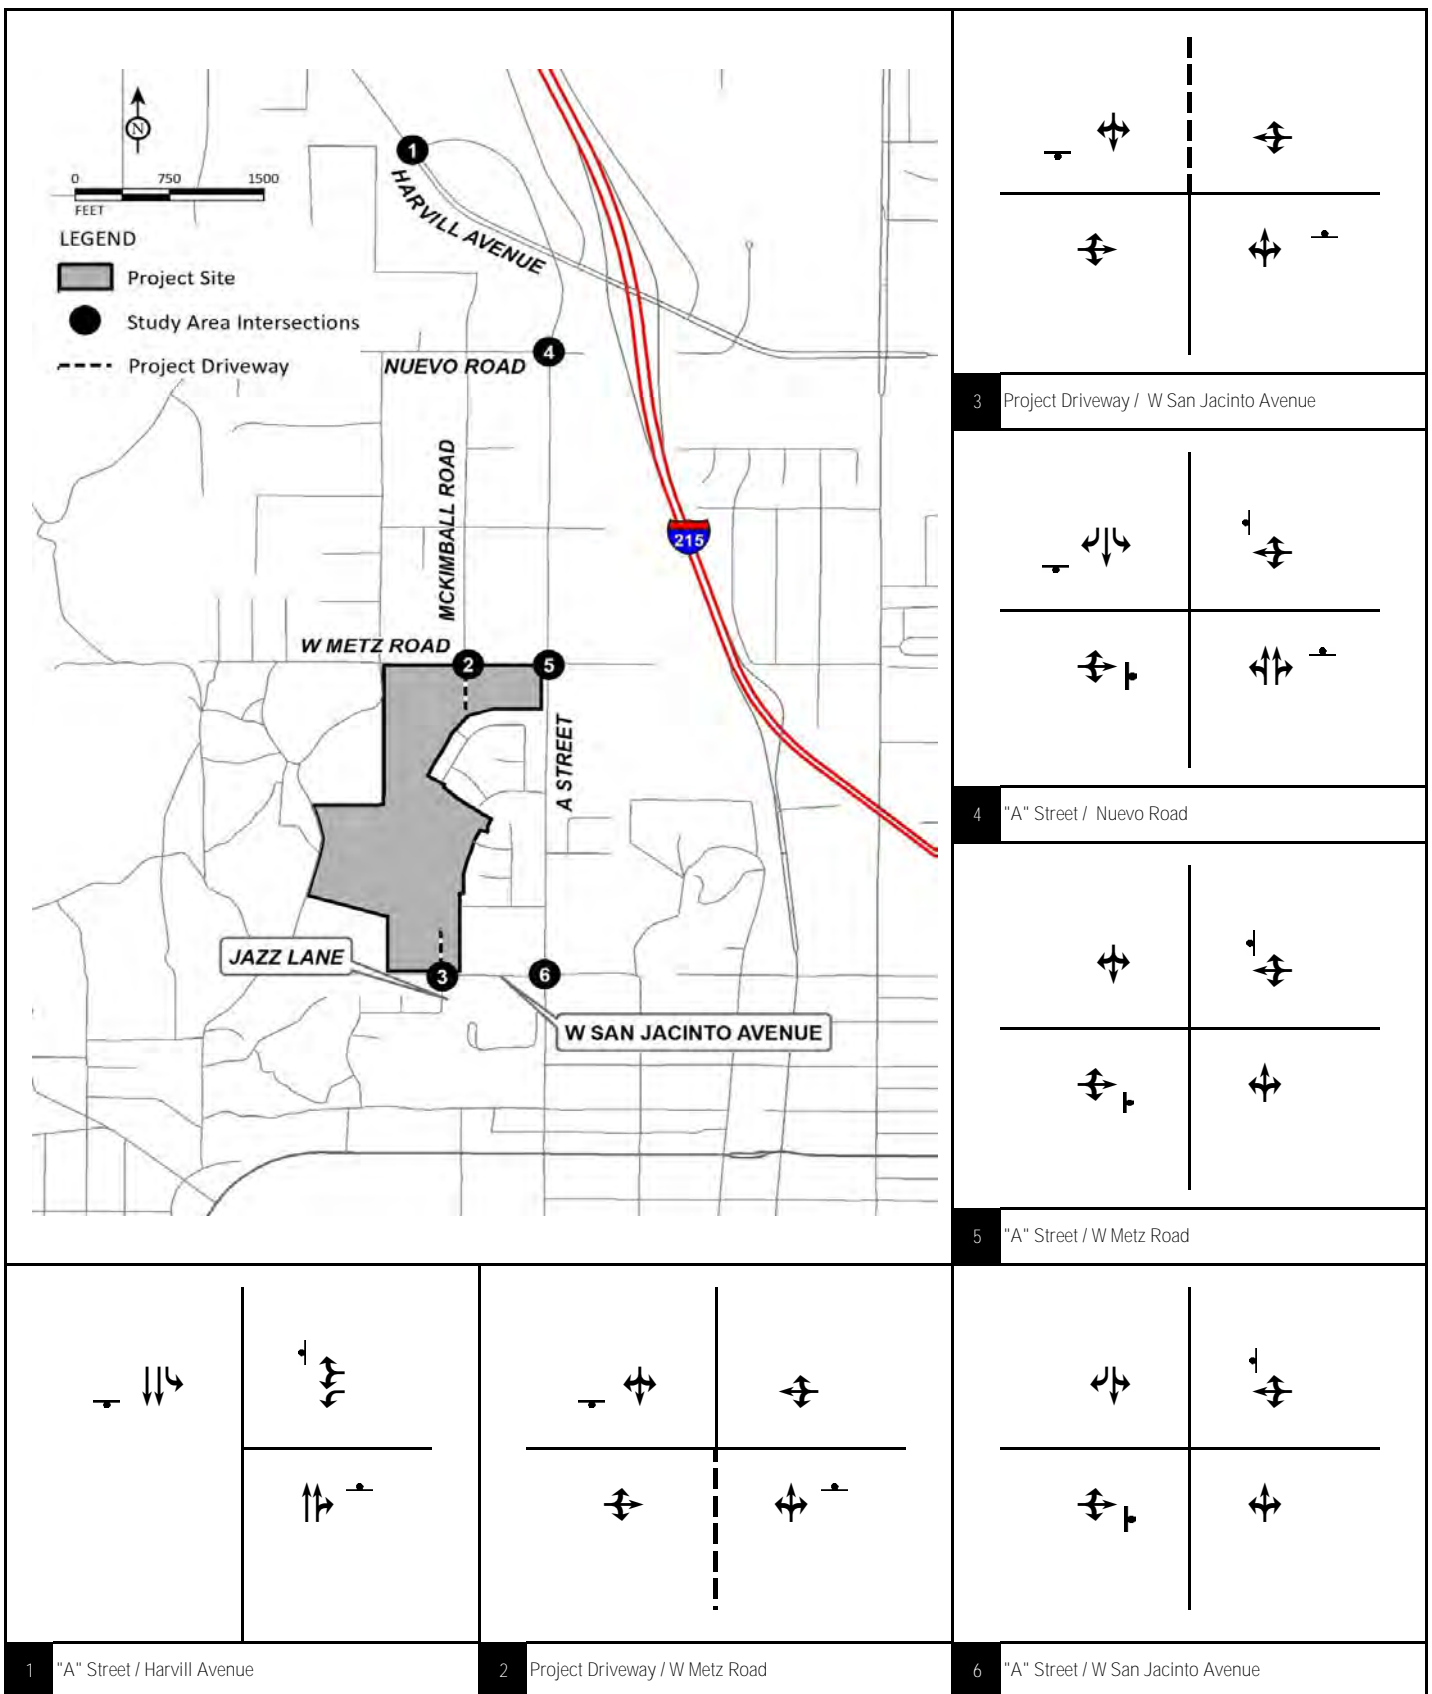 N
0 750 1500
FEET
LEGEND
Project Site
Study Area Intersections
Project Driveway
1
HARVILL AVENUE
4
NUEVO ROAD
MCKIMBALL ROAD
215
W METZ ROAD
2
5
A STREET
JAZZ LANE
3
6
W SAN JACINTO AVENUE
3 Project Driveway / W San Jacinto Avenue
4 "A" Street / Nuevo Road
5 "A" Street / W Metz Road
1 "A" Street / Harvill Avenue
2 Project Driveway / W Metz Road
6 "A" Street / W San Jacinto Avenue